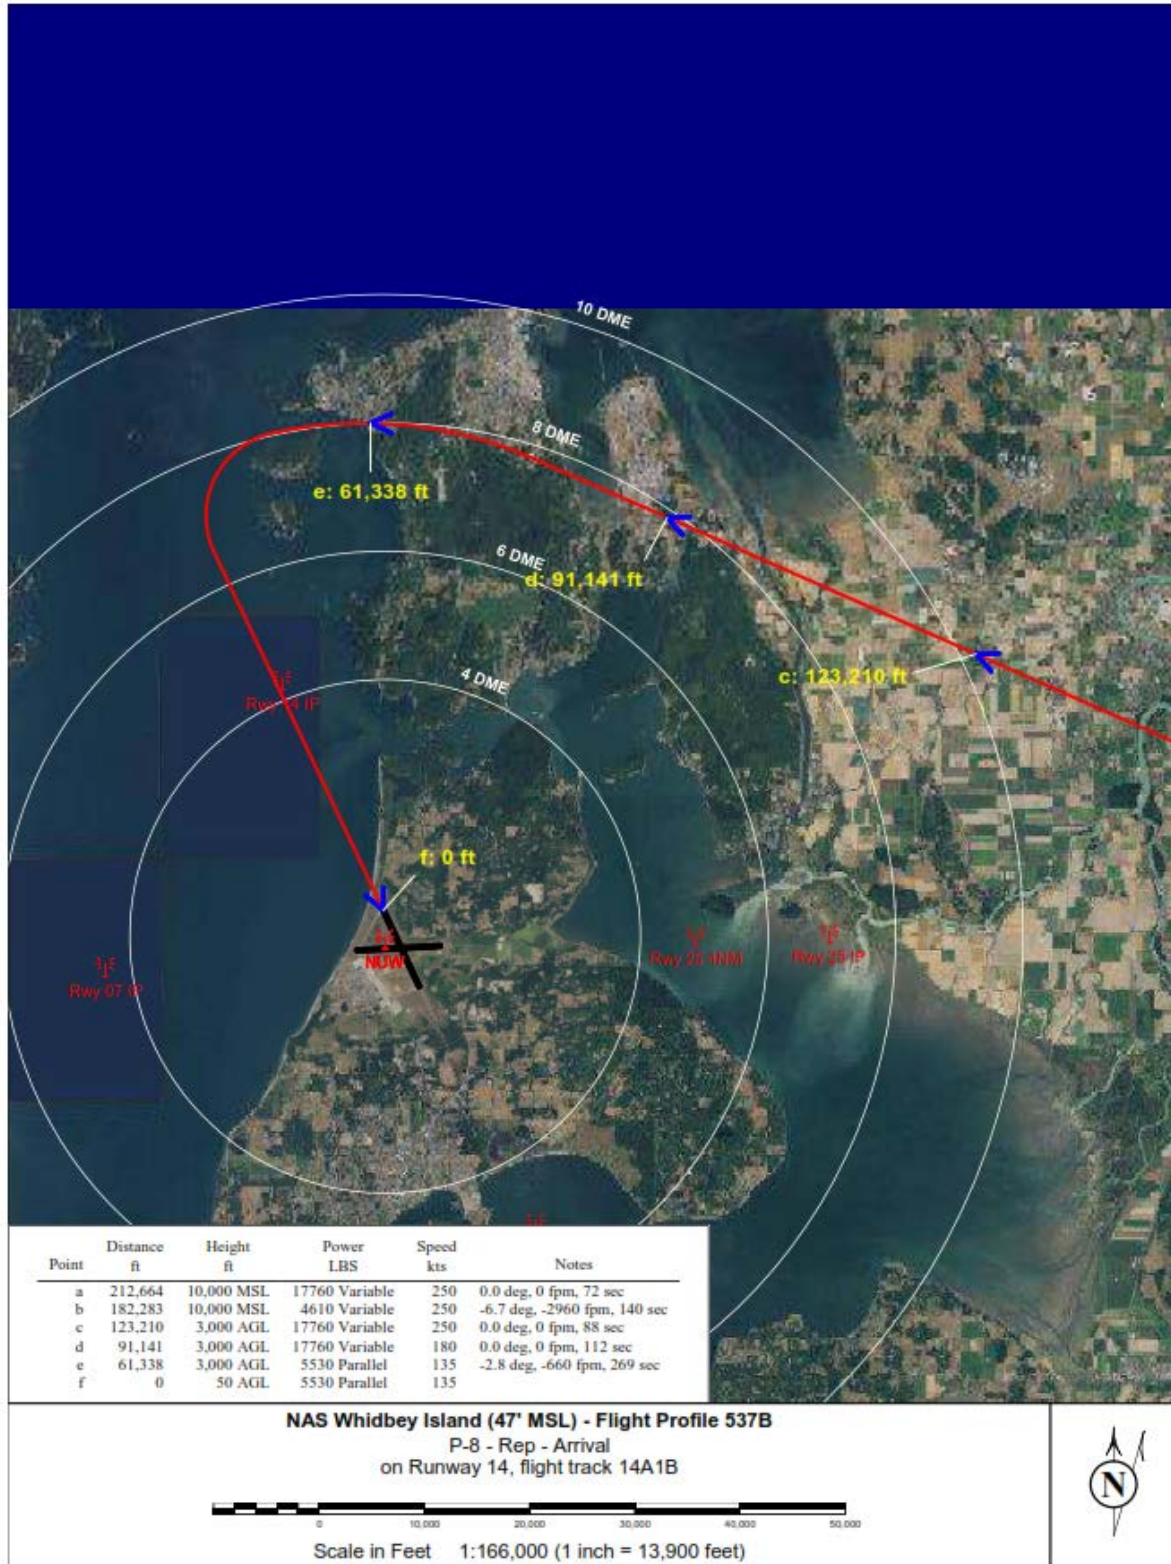 10 DME
8 DME
e: 61,338 ft
6 DME
d: 91,141 ft
4 DME
c: 123,210 ft
Rwy 14 IP
f: 0 ft
NUW
Rwy 07 IP
Rwy 25 4NM
Rwy 25 IP
Point Distance ft Height ft Power LBS Speed kts Notes
a 212,664 10,000 MSL 17760 Variable 250 0.0 deg, 0 fpm, 72 sec
b 182,283 10,000 MSL 4610 Variable 250 -6.7 deg, -2960 fpm, 140 sec
c 123,210 3,000 AGL 17760 Variable 250 0.0 deg, 0 fpm, 88 sec
d 91,141 3,000 AGL 17760 Variable 180 0.0 deg, 0 fpm, 112 sec
e 61,338 3,000 AGL 5530 Parallel 135 -2.8 deg, -660 fpm, 269 sec
f 0 50 AGL 5530 Parallel 135
NAS Whidbey Island (47' MSL) - Flight Profile 537B
P-8 - Rep - Arrival
on Runway 14, flight track 14A1B
0 10,000 20,000 30,000 40,000 50,000
Scale in Feet 1:166,000 (1 inch = 13,900 feet)
N